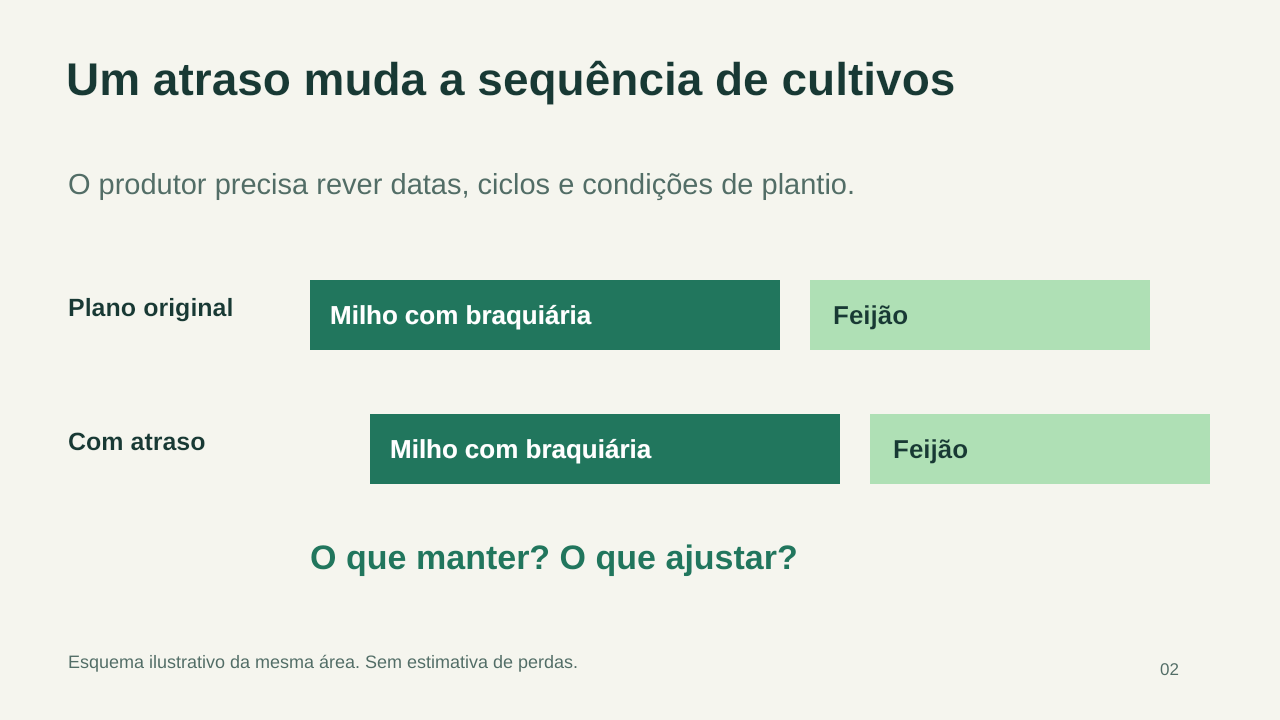 Um atraso muda a sequência de cultivos
O produtor precisa rever datas, ciclos e condições de plantio.
Plano original
Milho com braquiária
Feijão
Com atraso
Milho com braquiária
Feijão
O que manter? O que ajustar?
Esquema ilustrativo da mesma área. Sem estimativa de perdas.
02